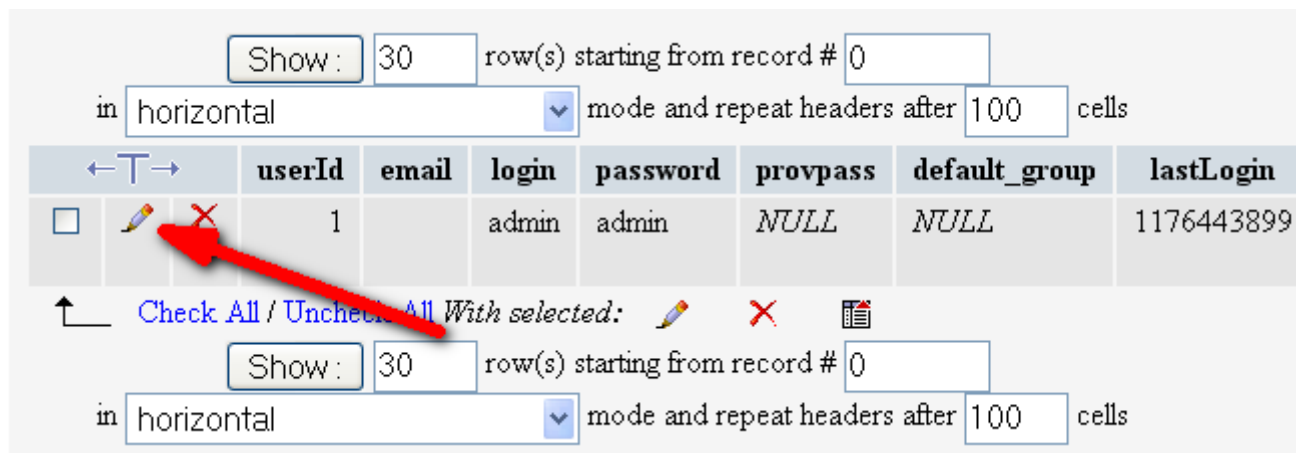 Show : 30 row(s) starting from record # 0
in horizontal mode and repeat headers after 100 cells
userId email login password provpass default_group lastLogin
1 admin admin NULL NULL 1176443899
Check All / Uncheck All With selected:
Show : 30 row(s) starting from record # 0
in horizontal mode and repeat headers after 100 cells